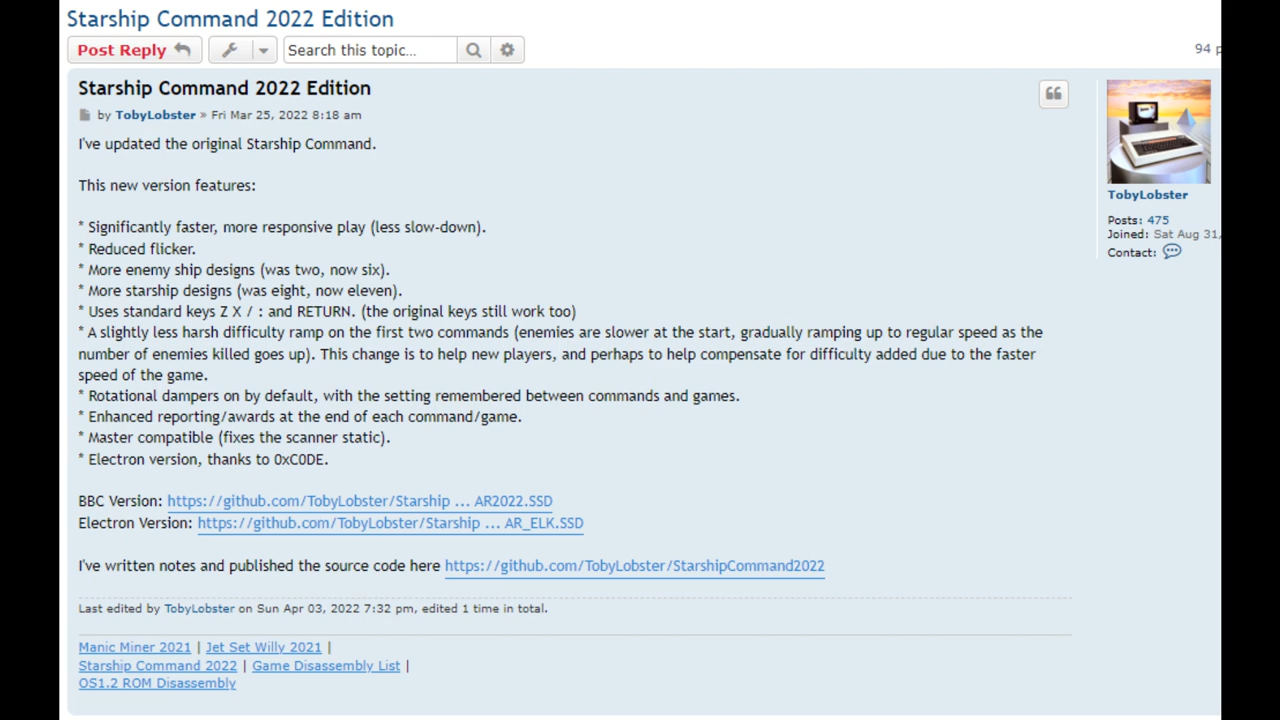 Starship Command 2022 Edition
Post Reply
Search this topic...
94 p
Starship Command 2022 Edition
by TobyLobster » Fri Mar 25, 2022 8:18 am
I've updated the original Starship Command.
This new version features:
* Significantly faster, more responsive play (less slow-down).
* Reduced flicker.
* More enemy ship designs (was two, now six).
* More starship designs (was eight, now eleven).
* Uses standard keys Z X / : and RETURN. (the original keys still work too)
* A slightly less harsh difficulty ramp on the first two commands (enemies are slower at the start, gradually ramping up to regular speed as the
number of enemies killed goes up). This change is to help new players, and perhaps to help compensate for difficulty added due to the faster
speed of the game.
* Rotational dampers on by default, with the setting remembered between commands and games.
* Enhanced reporting/awards at the end of each command/game.
* Master compatible (fixes the scanner static).
* Electron version, thanks to 0xC0DE.
BBC Version: https://github.com/TobyLobster/Starship ... AR2022.SSD
Electron Version: https://github.com/TobyLobster/Starship ... AR_ELK.SSD
I've written notes and published the source code here https://github.com/TobyLobster/StarshipCommand2022
Last edited by TobyLobster on Sun Apr 03, 2022 7:32 pm, edited 1 time in total.
Manic Miner 2021 | Jet Set Willy 2021 |
Starship Command 2022 | Game Disassembly List |
OS1.2 ROM Disassembly
TobyLobster
Posts: 475
Joined: Sat Aug 31,
Contact: